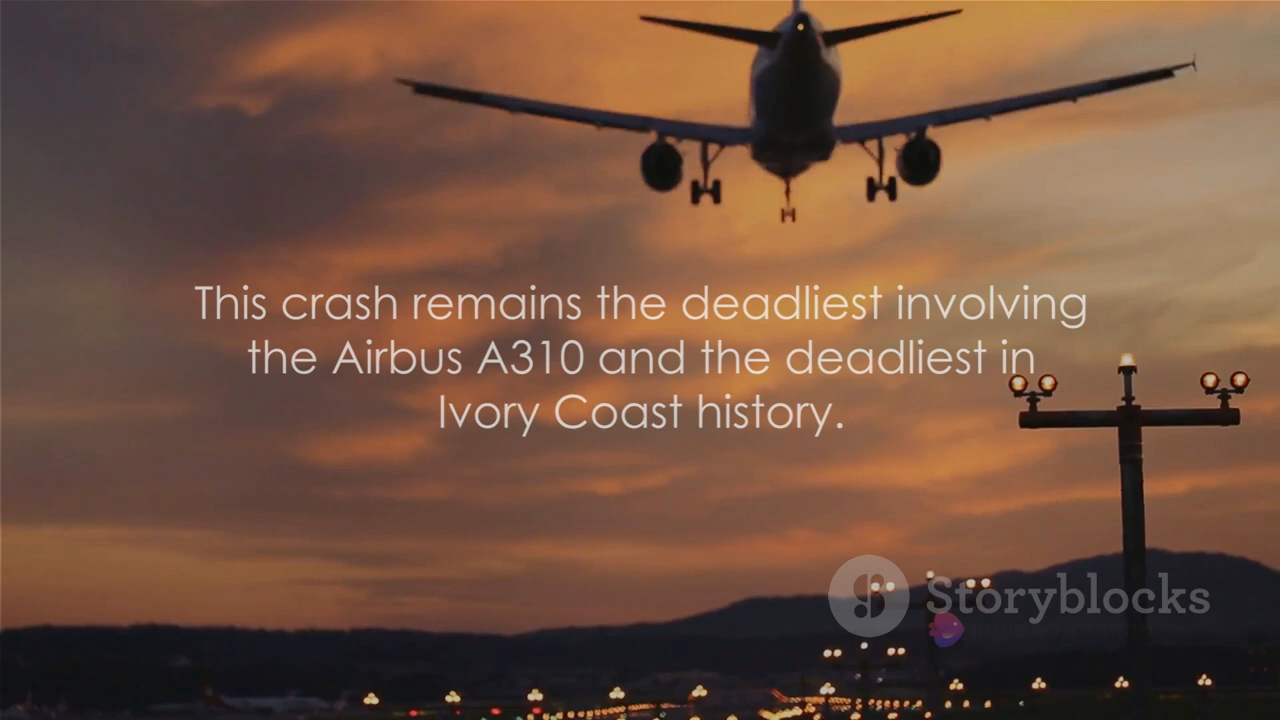 This crash remains the deadliest involving
the Airbus A310 and the deadliest in
Ivory Coast history.
Storyblocks